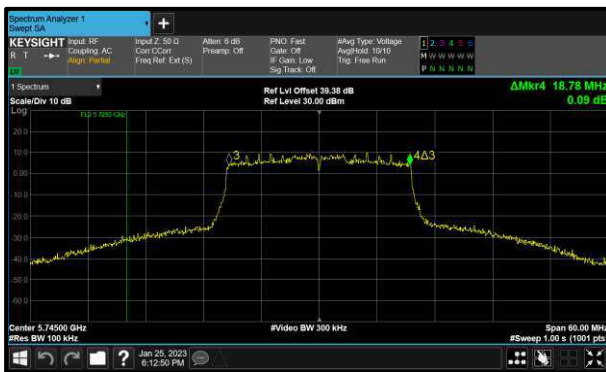 Spectrum Analyzer 1
Swept SA
KEYSIGHT
R T
Input: RF
Coupling: AC
Align: Partial
Input Z: 50 Ω
Corr CCorr
Freq Ref: Ext (S)
Atten: 8 dB
Preamp: Off
PNO: Fast
Gate: Off
IF Gain: Low
Sig Track: Off
#Avg Type: Voltage
Avg|Hold: 10/10
Trig: Free Run
1 2 3 4 5 6
M W W W W W
P N N N N N
1 Spectrum
Scale/Div 10 dB
Ref Lvl Offset 39.38 dB
Ref Level 30.00 dBm
ΔMkr4 18.78 MHz
0.09 dB
Log
20.0
10.0
0.00
-10.0
-20.0
-30.0
-40.0
-50.0
-60.0
3
4Δ3
Center 5.74500 GHz
#Res BW 100 kHz
#Video BW 300 kHz
Span 60.00 MHz
#Sweep 1.00 s (1001 pts)
Jan 25, 2023
6:12:50 PM